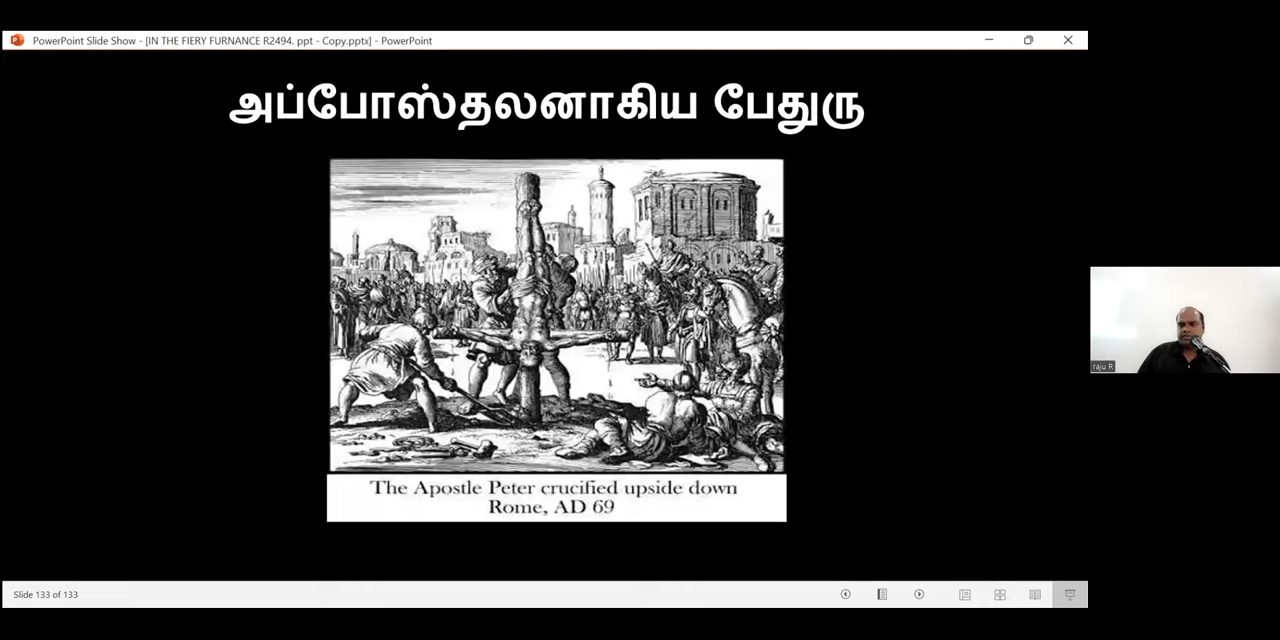 PowerPoint Slide Show - [IN THE FIERY FURNANCE R2494. ppt - Copy.pptx] - PowerPoint
அப்போஸ்தலனாகிய பேதுரு
The Apostle Peter crucified upside down
Rome, AD 69
raju R
Slide 133 of 133